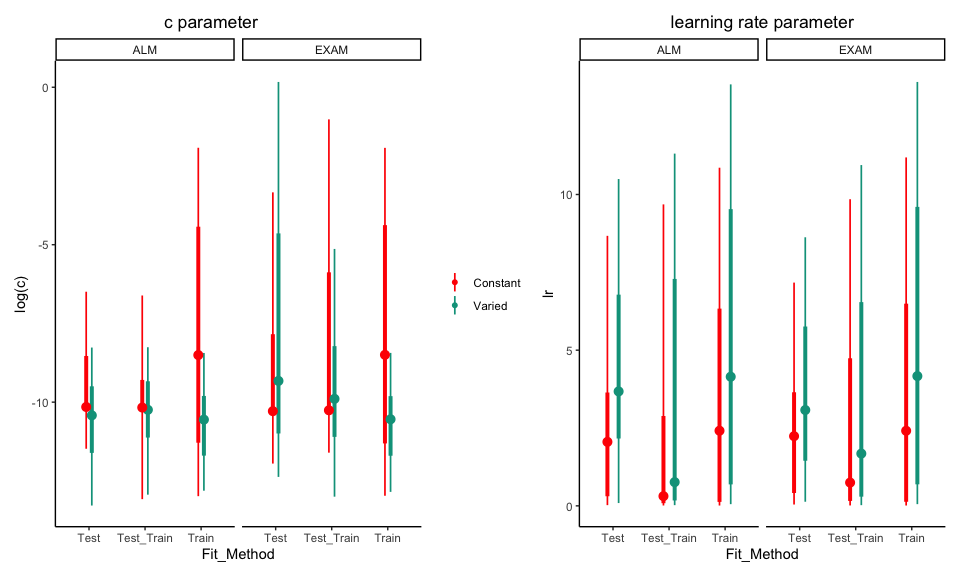 c parameter
ALM EXAM
log(c)
0
-5
-10
Test Test_Train Train Test Test_Train Train
Fit_Method
Constant
Varied
learning rate parameter
ALM EXAM
lr
10
5
0
Test Test_Train Train Test Test_Train Train
Fit_Method